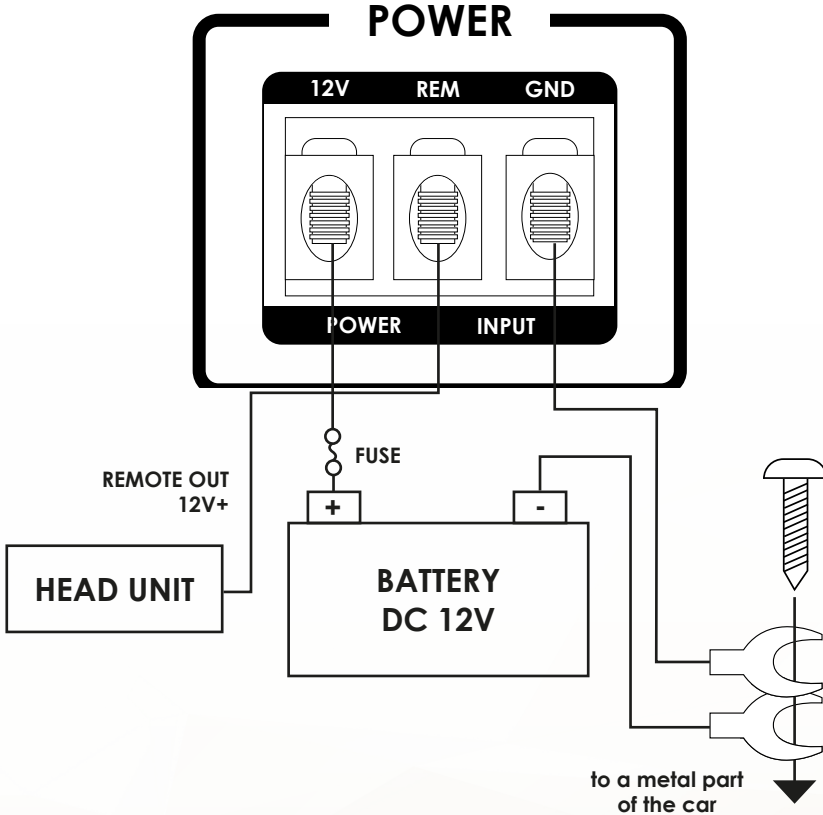 POWER
12V REM GND
POWER INPUT
FUSE
REMOTE OUT
12V+
HEAD UNIT
+ -
BATTERY
DC 12V
to a metal part
of the car